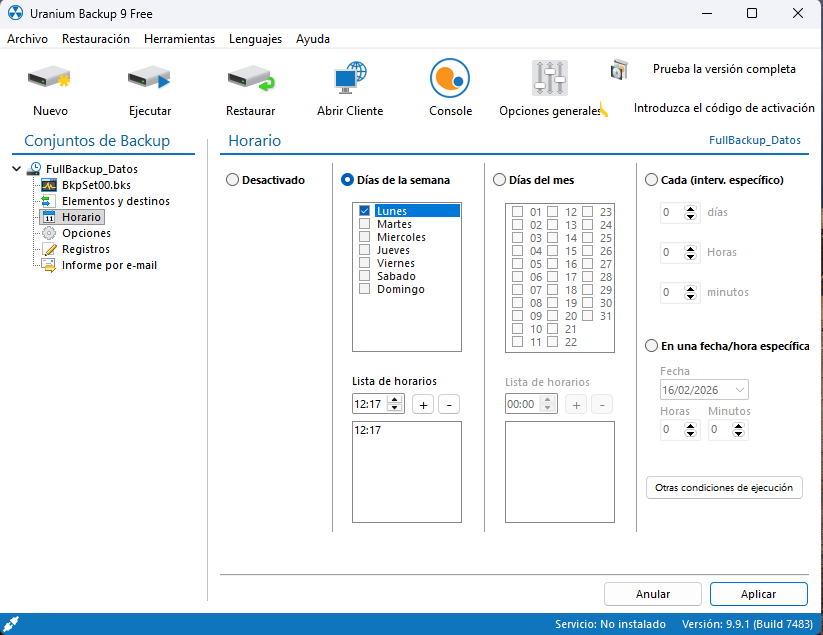 Uranium Backup 9 Free
Archivo Restauración Herramientas Lenguajes Ayuda
Nuevo Ejecutar Restaurar Abrir Cliente Console Opciones generales
Prueba la versión completa
Introduzca el código de activación
Conjuntos de Backup
FullBackup_Datos
BkpSet00.bks
Elementos y destinos
11 Horario
Opciones
Registros
Informe por e-mail
Horario FullBackup_Datos
Desactivado
Días de la semana
Lunes
Martes
Miercoles
Jueves
Viernes
Sabado
Domingo
Lista de horarios
12:17 + -
12:17
Días del mes
01 12 23
02 13 24
03 14 25
04 15 26
05 16 27
06 17 28
07 18 29
08 19 30
09 20 31
10 21
11 22
Lista de horarios
00:00 + -
Cada (interv. específico)
0 días
0 Horas
0 minutos
En una fecha/hora específica
Fecha
16/02/2026
Horas Minutos
0 0
Otras condiciones de ejecución
Anular Aplicar
Servicio: No instalado Versión: 9.9.1 (Build 7483)